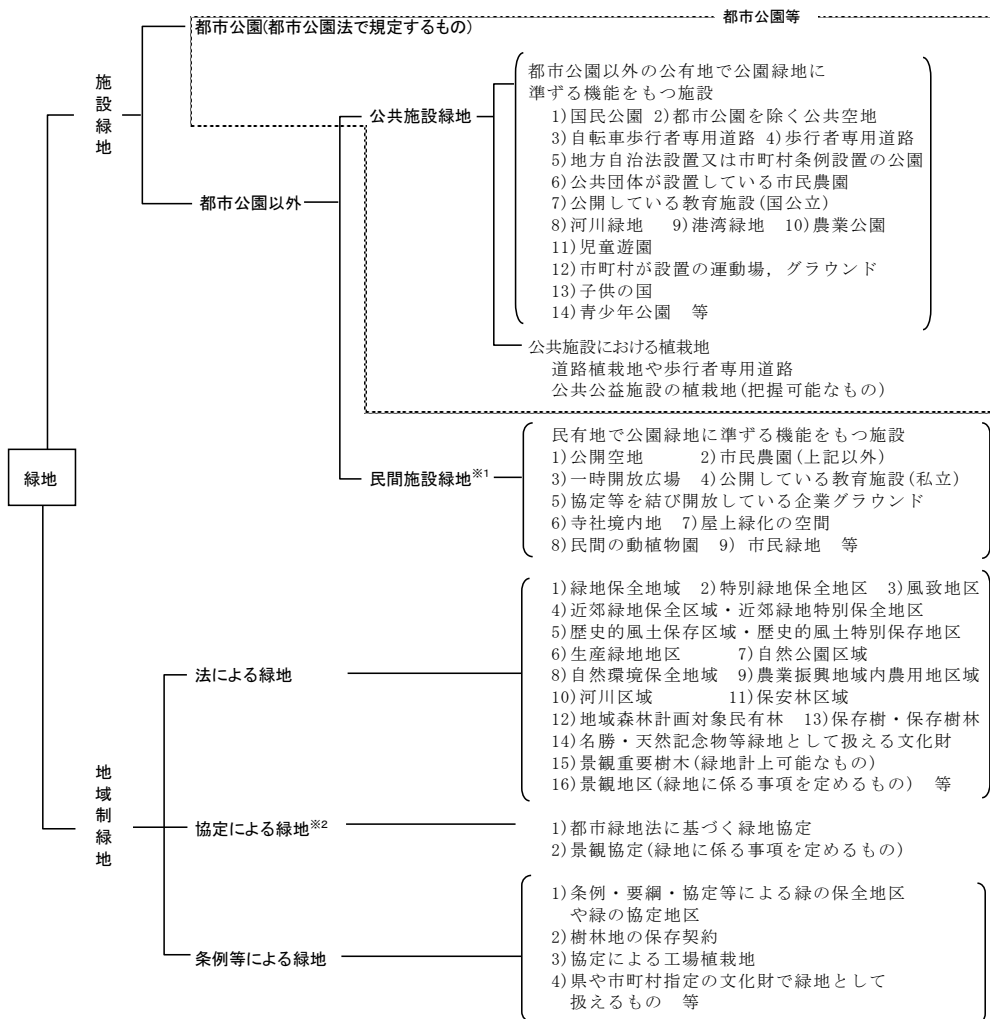 都市公園等
都市公園(都市公園法で規定するもの)
施設緑地
都市公園以外の公有地で公園緑地に
準ずる機能をもつ施設
公共施設緑地
1)国民公園 2)都市公園を除く公共空地
3)自転車歩行者専用道路 4)歩行者専用道路
5)地方自治法設置又は市町村条例設置の公園
6)公共団体が設置している市民農園
都市公園以外
7)公開している教育施設(国公立)
8)河川緑地 9)港湾緑地 10)農業公園
11)児童遊園
12)市町村が設置の運動場，グラウンド
13)子供の国
14)青少年公園 等
公共施設における植栽地
道路植栽地や歩行者専用道路
公共公益施設の植栽地(把握可能なもの)
緑地
民間施設緑地※1
民有地で公園緑地に準ずる機能をもつ施設
1)公開空地 2)市民農園(上記以外)
3)一時開放広場 4)公開している教育施設(私立)
5)協定等を結び開放している企業グラウンド
6)寺社境内地 7)屋上緑化の空間
8)民間の動植物園 9) 市民緑地 等
地域制緑地
法による緑地
1)緑地保全地域 2)特別緑地保全地区 3)風致地区
4)近郊緑地保全区域・近郊緑地特別保全地区
5)歴史的風土保存区域・歴史的風土特別保存地区
6)生産緑地地区 7)自然公園区域
8)自然環境保全地域 9)農業振興地域内農用地区域
10)河川区域 11)保安林区域
12)地域森林計画対象民有林 13)保存樹・保存樹林
14)名勝・天然記念物等緑地として扱える文化財
15)景観重要樹木(緑地計上可能なもの)
16)景観地区(緑地に係る事項を定めるもの) 等
協定による緑地※2
1)都市緑地法に基づく緑地協定
2)景観協定(緑地に係る事項を定めるもの)
条例等による緑地
1)条例・要綱・協定等による緑の保全地区
や緑の協定地区
2)樹林地の保存契約
3)協定による工場植栽地
4)県や市町村指定の文化財で緑地として
扱えるもの 等